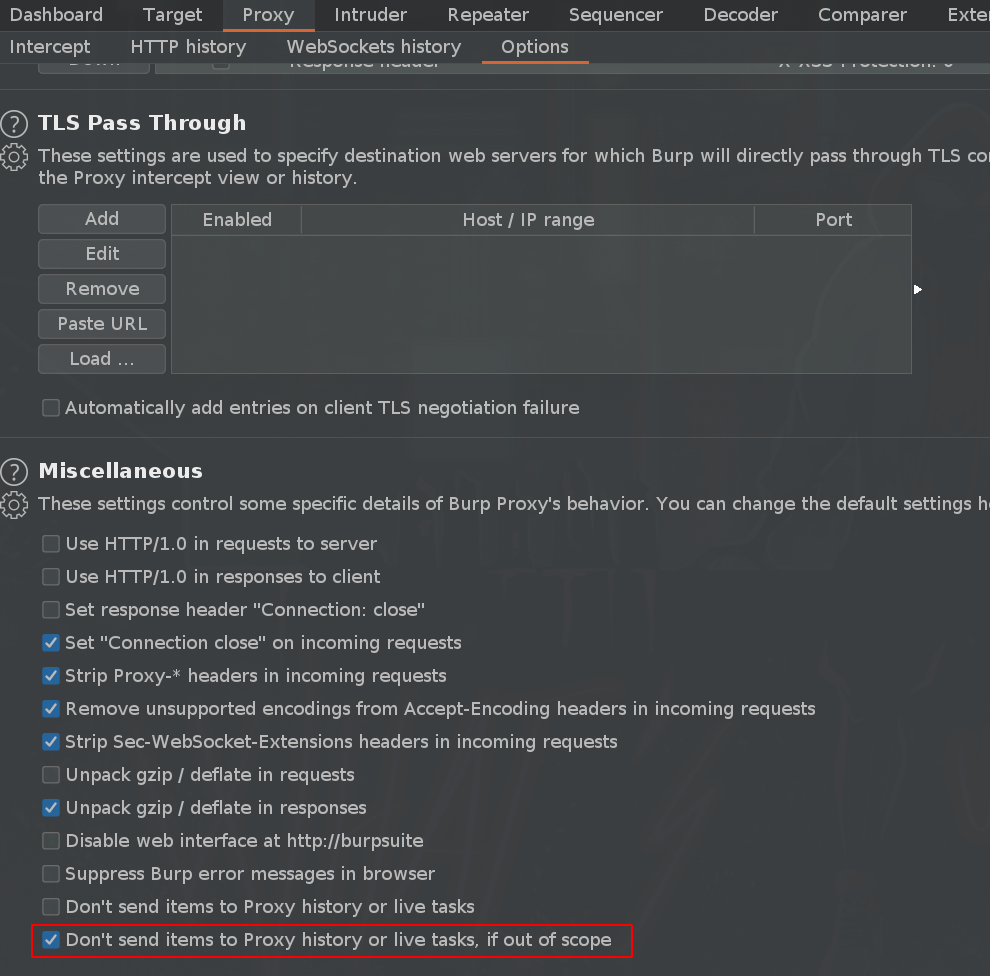 Dashboard Target Proxy Intruder Repeater Sequencer Decoder Comparer Exte
Intercept HTTP history WebSockets history Options
Down Response header X-XSS-Protection: 0
TLS Pass Through
These settings are used to specify destination web servers for which Burp will directly pass through TLS co
the Proxy intercept view or history.
Add Enabled Host / IP range Port
Edit
Remove
Paste URL
Load ...
Automatically add entries on client TLS negotiation failure
Miscellaneous
These settings control some specific details of Burp Proxy's behavior. You can change the default settings h
Use HTTP/1.0 in requests to server
Use HTTP/1.0 in responses to client
Set response header "Connection: close"
Set "Connection close" on incoming requests
Strip Proxy-* headers in incoming requests
Remove unsupported encodings from Accept-Encoding headers in incoming requests
Strip Sec-WebSocket-Extensions headers in incoming requests
Unpack gzip / deflate in requests
Unpack gzip / deflate in responses
Disable web interface at http://burpsuite
Suppress Burp error messages in browser
Don't send items to Proxy history or live tasks
Don't send items to Proxy history or live tasks, if out of scope